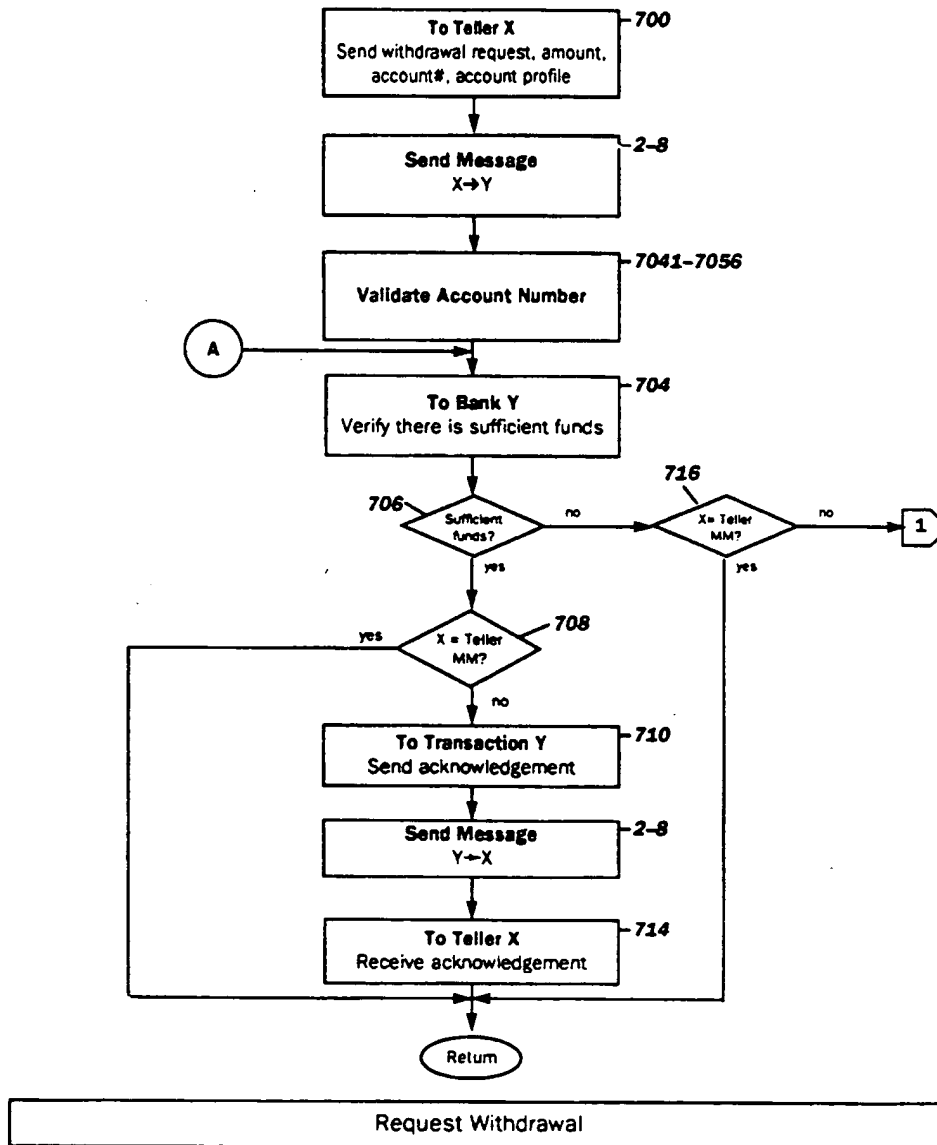 To Teller X
Send withdrawal request, amount,
account#, account profile
700
Send Message
X→Y
2-8
Validate Account Number
7041-7056
A
To Bank Y
Verify there is sufficient funds
704
706
Sufficient
funds?
no
716
X= Teller
MM?
no
1
yes
yes
yes
X = Teller
MM?
708
no
To Transaction Y
Send acknowledgement
710
Send Message
Y→X
2-8
To Teller X
Receive acknowledgement
714
Return
Request Withdrawal